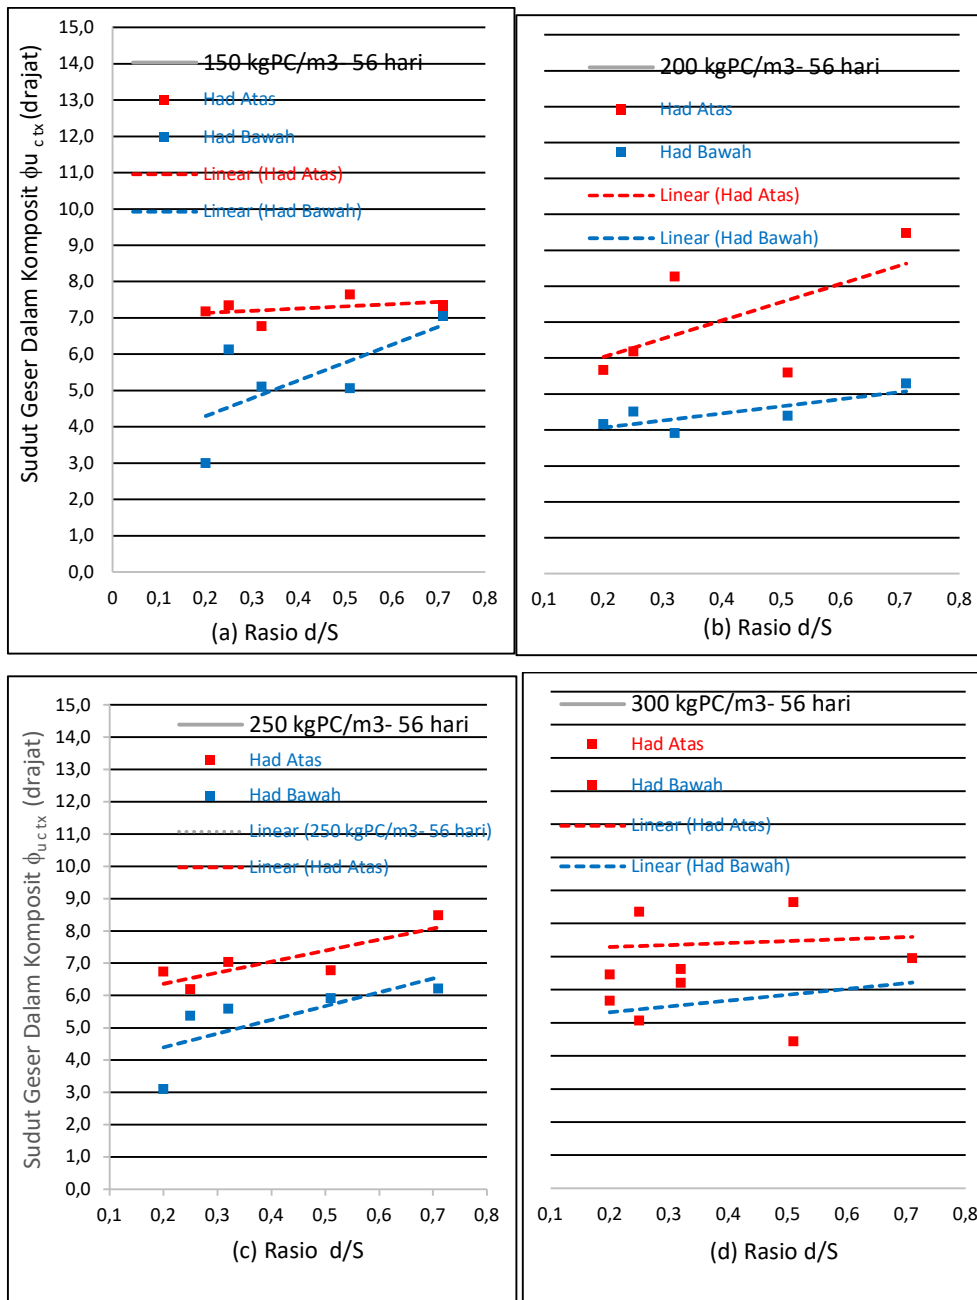 Sudut Geser Dalam Komposit ϕu c tx (drajat)
15,0
14,0
13,0
12,0
11,0
10,0
9,0
8,0
7,0
6,0
5,0
4,0
3,0
2,0
1,0
0,0
150 kgPC/m3- 56 hari
Had Atas
Had Bawah
Linear (Had Atas)
Linear (Had Bawah)
0 0,1 0,2 0,3 0,4 0,5 0,6 0,7 0,8
(a) Rasio d/S
200 kgPC/m3- 56 hari
Had Atas
Had Bawah
Linear (Had Atas)
Linear (Had Bawah)
0,1 0,2 0,3 0,4 0,5 0,6 0,7 0,8
(b) Rasio d/S
Sudut Geser Dalam Komposit ϕu c tx (drajat)
15,0
14,0
13,0
12,0
11,0
10,0
9,0
8,0
7,0
6,0
5,0
4,0
3,0
2,0
1,0
0,0
250 kgPC/m3- 56 hari
Had Atas
Had Bawah
Linear (250 kgPC/m3- 56 hari)
Linear (Had Atas)
0,1 0,2 0,3 0,4 0,5 0,6 0,7 0,8
(c) Rasio d/S
300 kgPC/m3- 56 hari
Had Atas
Had Bawah
Linear (Had Atas)
Linear (Had Bawah)
0,1 0,2 0,3 0,4 0,5 0,6 0,7 0,8
(d) Rasio d/S